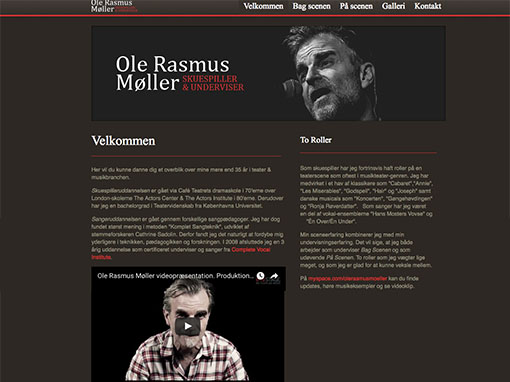 Ole Rasmus
Møller
Velkommen
Bag scenen
På scenen
Galleri
Kontakt
Ole Rasmus
Møller SKUESPILLER
& UNDERVISER
Velkommen
Her vil du kunne danne dig et overblik over mine mere end 35 år i teater &
musikbranchen.
Skuespilleruddannelsen er gået via Café Teatrets dramaskole i 70'erne over
London-skolerne The Actors Center & The Actors Institute i 80'erne. Derudover
har jeg en bacheolorgrad i Teatervidenskab fra Københavns Universitet.
Sangeruddannelsen er gået gennem forskellige sangpædagoger. Jeg har dog
fundet størst mening i metoden "Komplet Sangteknik", udviklet af
stemmeforskeren Cathrine Sadolin. Derfor fandt jeg det naturligt at fordybe mig
yderligere i teknikken, pædagogikken og forskningen. I 2008 afsluttede jeg en 3
årig uddannelse som certificeret underviser og sanger fra Complete Vocal
Institute.
Ole Rasmus Møller videopræsentation. Produktion...
To Roller
Som skuespiller har jeg fortrinsvis haft roller på en
teaterscene som oftest i musikteater-genren. Jeg har
medvirket i et hav af klassikere som "Cabaret","Annie",
"Les Miserables", "Godspell", "Hair" og "Joseph" samt
danske musicals som "Konerten", "Gangehøvdingen"
og "Ronja Røverdatter". Som sanger har jeg været
en del af vokal-ensemblerne "Hans Mosters Vovse" og
"Én Over/Én Under".
Min sceneerfaring kombinerer jeg med min
undervisningserfaring. Det vil sige, at jeg både
arbejder som underviser Bag Scenen og som
udøvende På Scenen. To roller som jeg vægter lige
meget, og som jeg er glad for at kunne veksle mellem.
På myspace.com/olerasmusmoeller kan du finde
updates, høre musikeksempler og se videoklip.